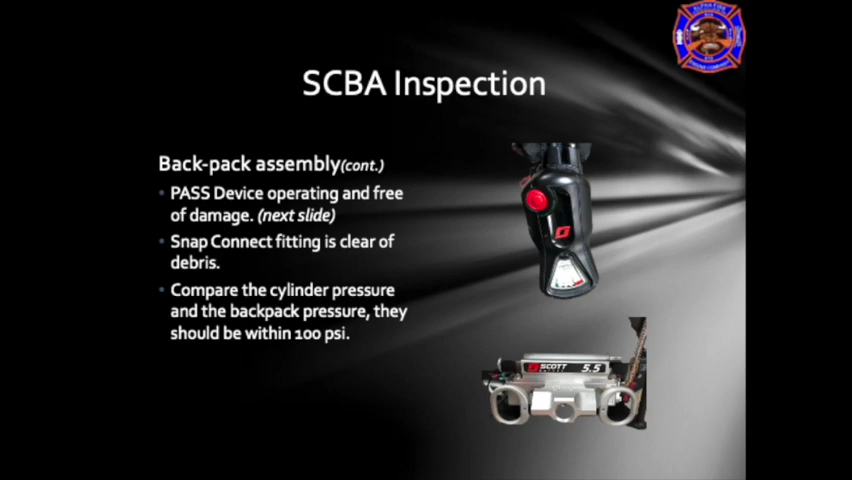 ALPHA FIRE
SCBA Inspection
Back-pack assembly(cont.)
• PASS Device operating and free
of damage. (next slide)
• Snap Connect fitting is clear of
debris.
• Compare the cylinder pressure
and the backpack pressure, they
should be within 100 psi.
SCOTT 5.5